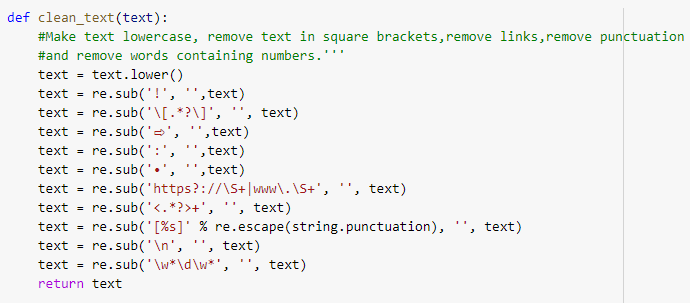 def clean_text(text):
    #Make text lowercase, remove text in square brackets,remove links,remove punctuation
    #and remove words containing numbers.'''
    text = text.lower()
    text = re.sub('!', '',text)
    text = re.sub('\[.*?\]', '', text)
    text = re.sub('⇨', '',text)
    text = re.sub(':', '',text)
    text = re.sub('•', '',text)
    text = re.sub('https?://\S+|www\.\S+', '', text)
    text = re.sub('<.*?>+', '', text)
    text = re.sub('[%s]' % re.escape(string.punctuation), '', text)
    text = re.sub('\n', '', text)
    text = re.sub('\w*\d\w*', '', text)
    return text